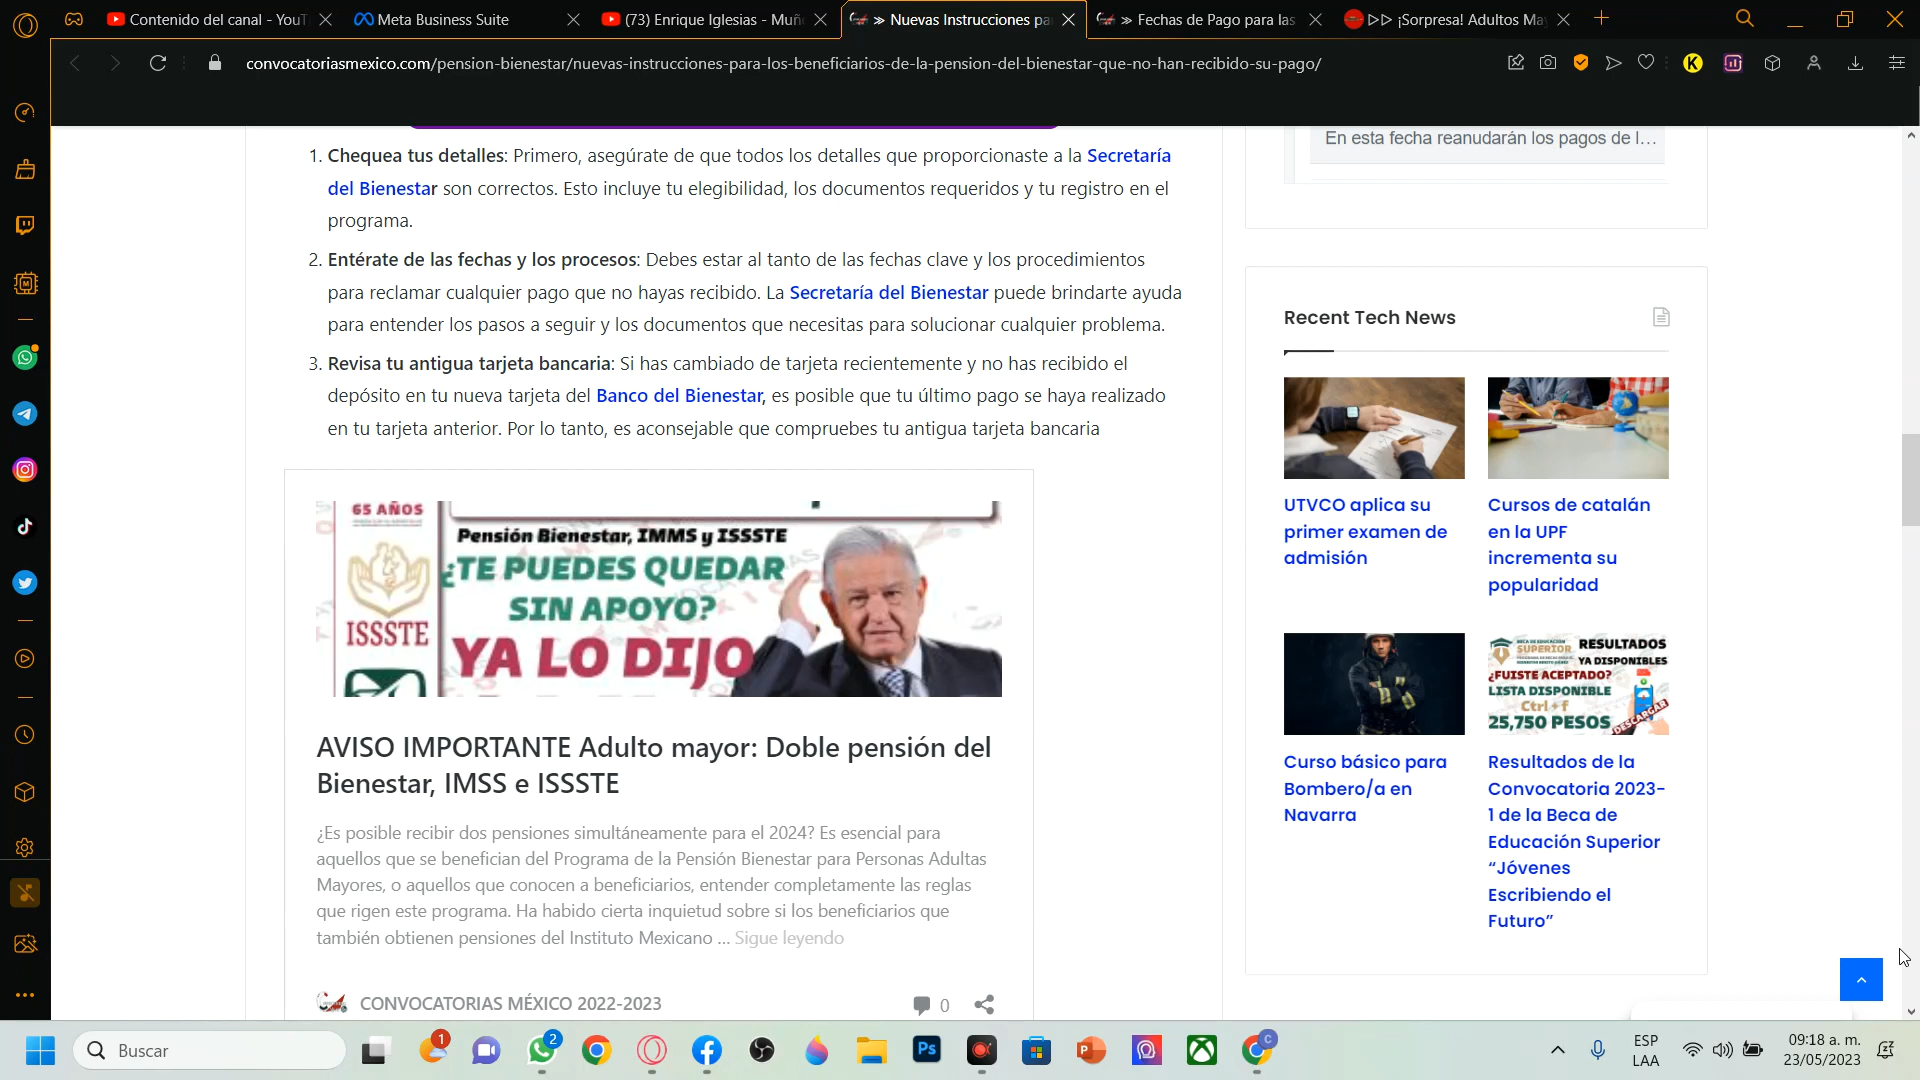 Contenido del canal - YouT
Meta Business Suite
(73) Enrique Iglesias - Muñ
» Nuevas Instrucciones pa
» Fechas de Pago para las
▷▷ ¡Sorpresa! Adultos Ma
convocatoriasmexico.com/pension-bienestar/nuevas-instrucciones-para-los-beneficiarios-de-la-pension-del-bienestar-que-no-han-recibido-su-pago/
1. Chequea tus detalles: Primero, asegúrate de que todos los detalles que proporcionaste a la Secretaría
del Bienestar son correctos. Esto incluye tu elegibilidad, los documentos requeridos y tu registro en el
programa.
2. Entérate de las fechas y los procesos: Debes estar al tanto de las fechas clave y los procedimientos
para reclamar cualquier pago que no hayas recibido. La Secretaría del Bienestar puede brindarte ayuda
para entender los pasos a seguir y los documentos que necesitas para solucionar cualquier problema.
3. Revisa tu antigua tarjeta bancaria: Si has cambiado de tarjeta recientemente y no has recibido el
depósito en tu nueva tarjeta del Banco del Bienestar, es posible que tu último pago se haya realizado
en tu tarjeta anterior. Por lo tanto, es aconsejable que compruebes tu antigua tarjeta bancaria
65 AÑOS
ISSSTE
Pensión Bienestar, IMMS y ISSSTE
¿TE PUEDES QUEDAR
SIN APOYO?
YA LO DIJO
AVISO IMPORTANTE Adulto mayor: Doble pensión del
Bienestar, IMSS e ISSSTE
¿Es posible recibir dos pensiones simultáneamente para el 2024? Es esencial para
aquellos que se benefician del Programa de la Pensión Bienestar para Personas Adultas
Mayores, o aquellos que conocen a beneficiarios, entender completamente las reglas
que rigen este programa. Ha habido cierta inquietud sobre si los beneficiarios que
también obtienen pensiones del Instituto Mexicano ... Sigue leyendo
CONVOCATORIAS MÉXICO 2022-2023
0
En esta fecha reanudarán los pagos de l...
Recent Tech News
UTVCO aplica su
primer examen de
admisión
Cursos de catalán
en la UPF
incrementa su
popularidad
RESULTADOS
SUPERIOR
YA DISPONIBLES
¿FUISTE ACEPTADO?
LISTA DISPONIBLE
Ctrl + f
25,750 PESOS
DESCARGAR
Curso básico para
Bombero/a en
Navarra
Resultados de la
Convocatoria 2023-
1 de la Beca de
Educación Superior
“Jóvenes
Escribiendo el
Futuro”
Buscar
1
2
Ps
C
ESP
LAA
09:18 a. m.
23/05/2023